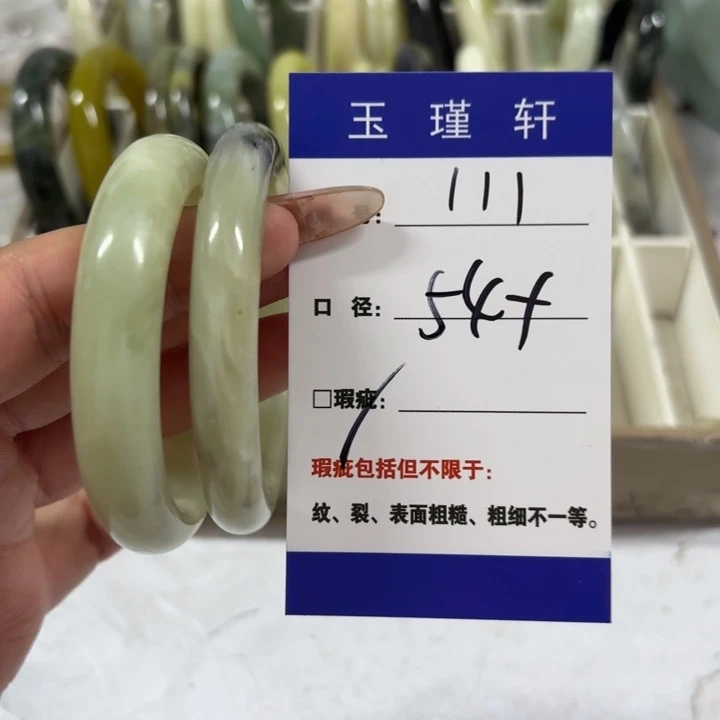 玉瑾轩
: 111
口径: 54+
□瑕疵:
瑕疵包括但不限于:
纹、裂、表面粗糙、粗细不一等。